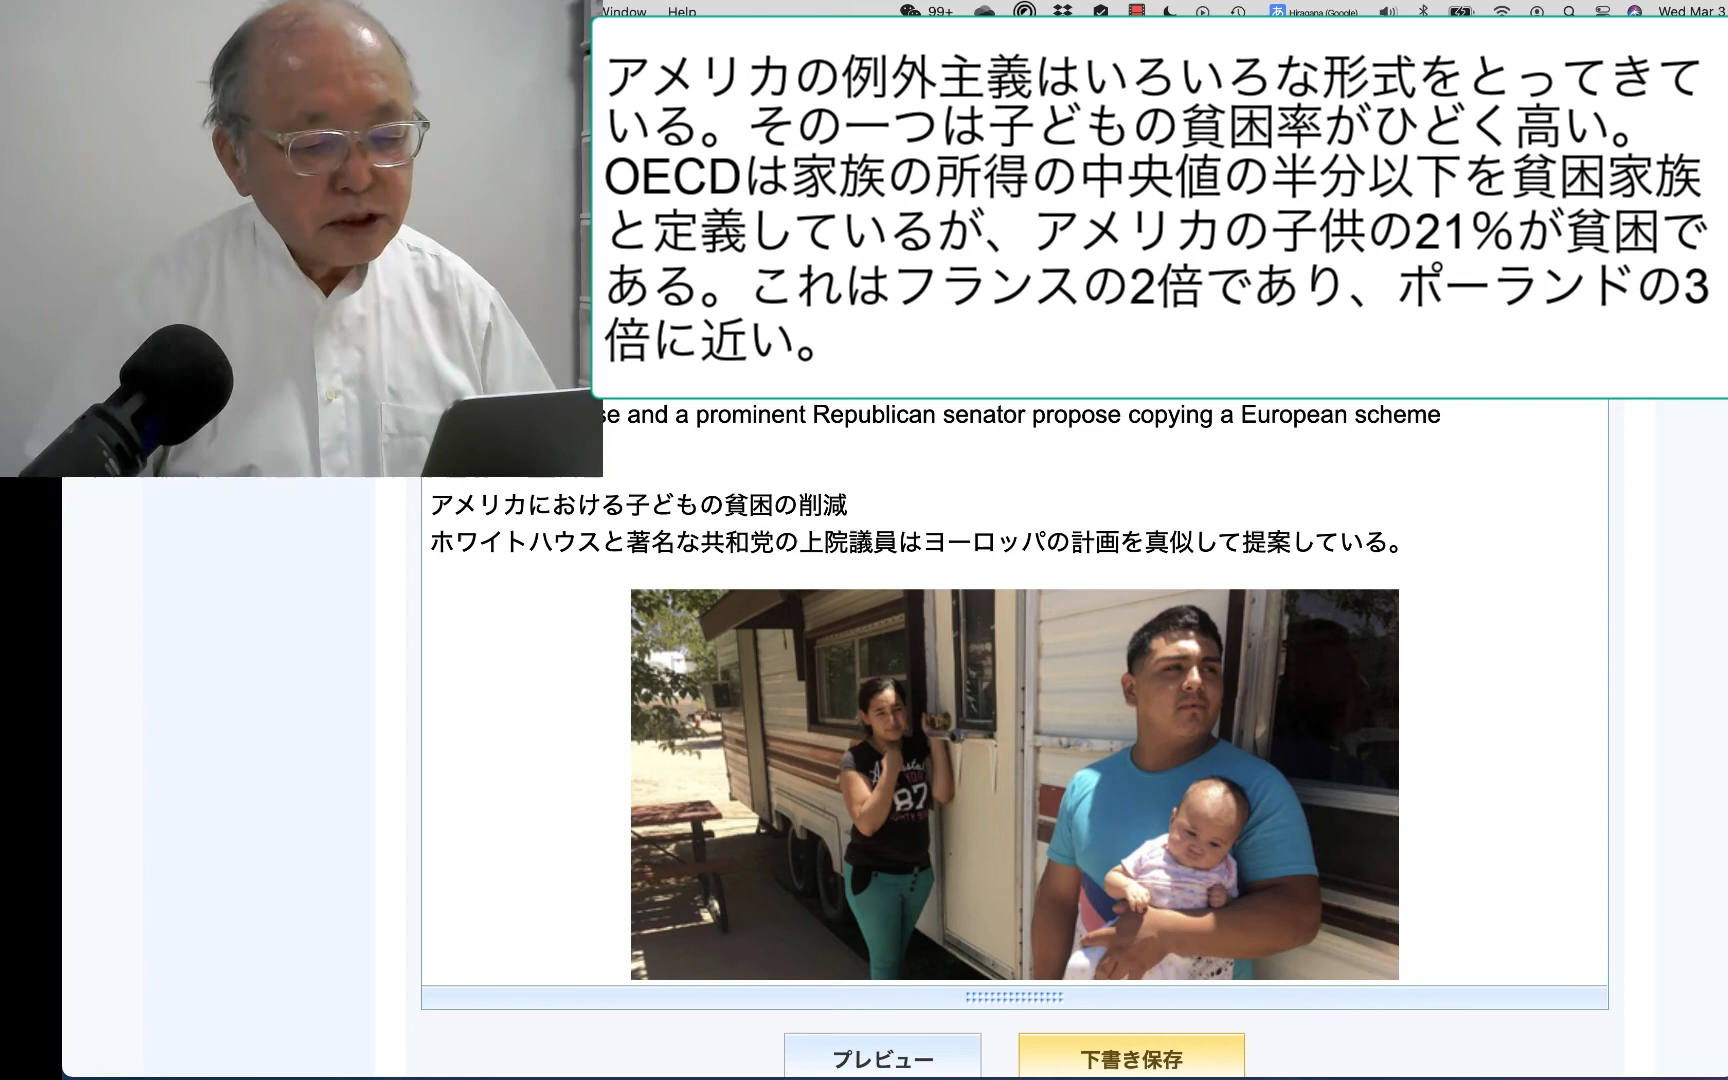 Window Help 99+ あ Hiragana (Google) Wed Mar 3
アメリカの例外主義はいろいろな形式をとってきて
いる。その一つは子どもの貧困率がひどく高い。
OECDは家族の所得の中央値の半分以下を貧困家族
と定義しているが、アメリカの子供の21%が貧困で
ある。これはフランスの2倍であり、ポーランドの3
倍に近い。
se and a prominent Republican senator propose copying a European scheme
アメリカにおける子どもの貧困の削減
ホワイトハウスと著名な共和党の上院議員はヨーロッパの計画を真似して提案している。
87
プレビュー
下書き保存